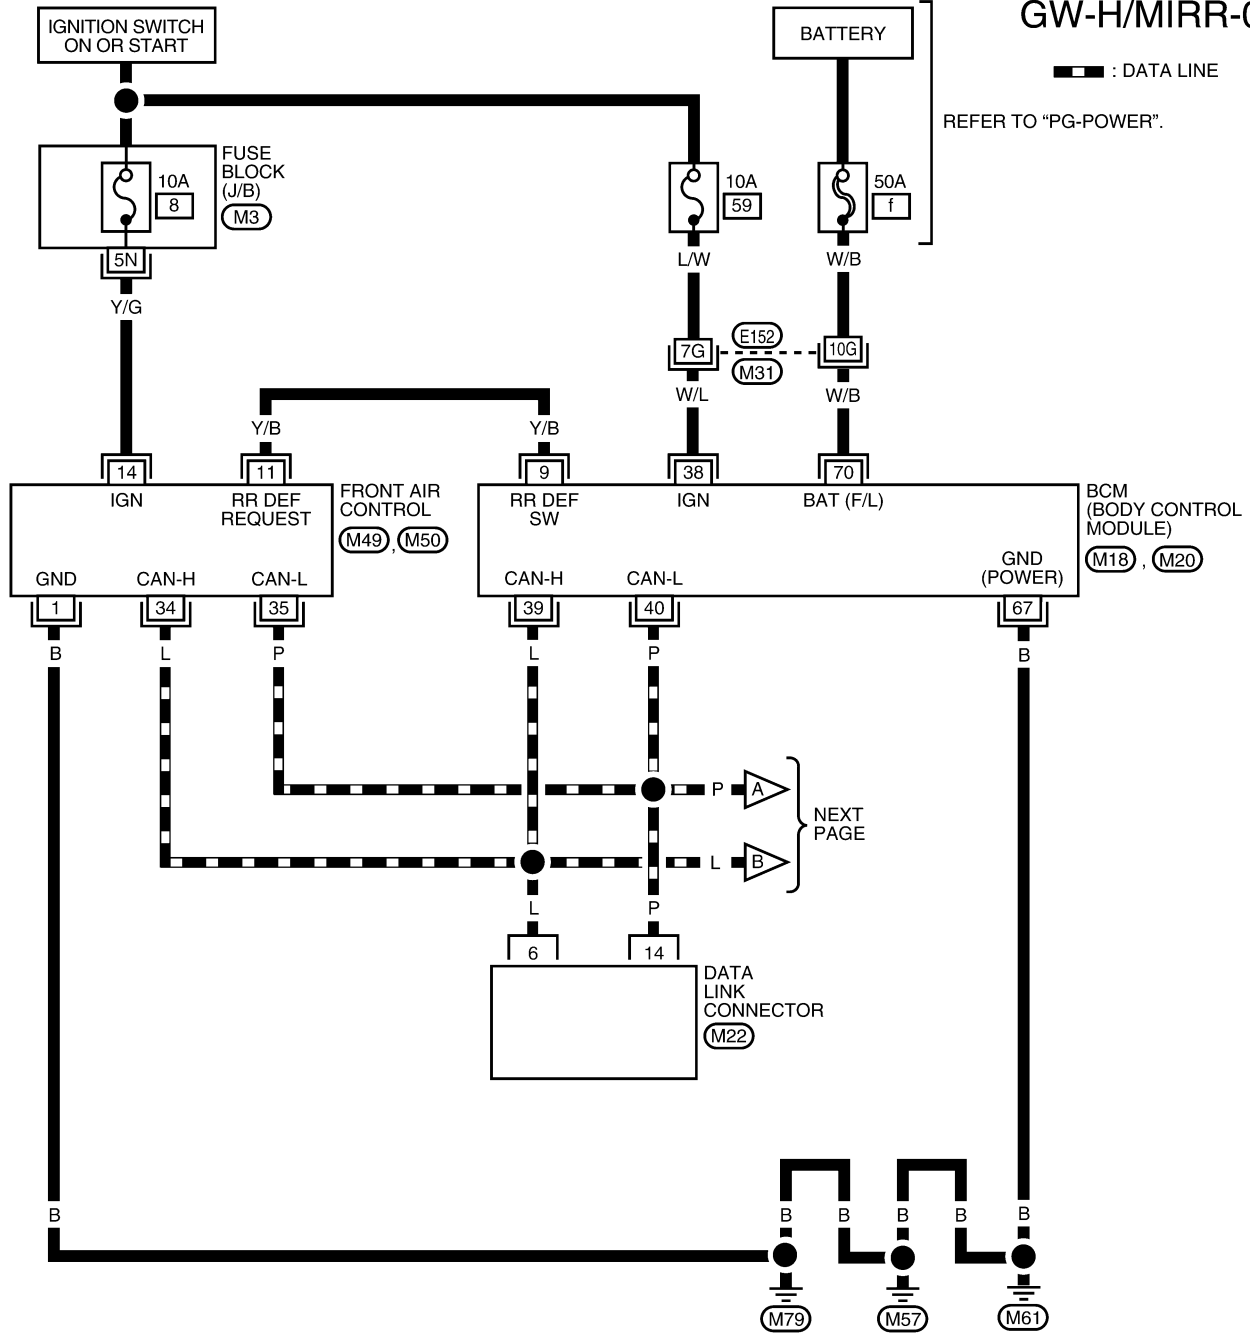 GW-H/MIRR-
IGNITION SWITCH
ON OR START
BATTERY
: DATA LINE
REFER TO “PG-POWER”.
FUSE
BLOCK
(J/B)
M3
10A
8
10A
59
50A
f
5N
Y/G
L/W
W/B
7G
E152
M31
10G
W/L
W/B
Y/B
Y/B
14
11
9
38
70
IGN
RR DEF
REQUEST
FRONT AIR
CONTROL
M49 , M50
RR DEF
SW
IGN
BAT (F/L)
BCM
(BODY CONTROL
MODULE)
M18 , M20
GND
CAN-H
CAN-L
CAN-H
CAN-L
GND
(POWER)
1
34
35
39
40
67
B
L
P
L
P
B
P
A
NEXT
PAGE
L
B
L
P
6
14
DATA
LINK
CONNECTOR
M22
B
B
B
B
B
B
M79
M57
M61